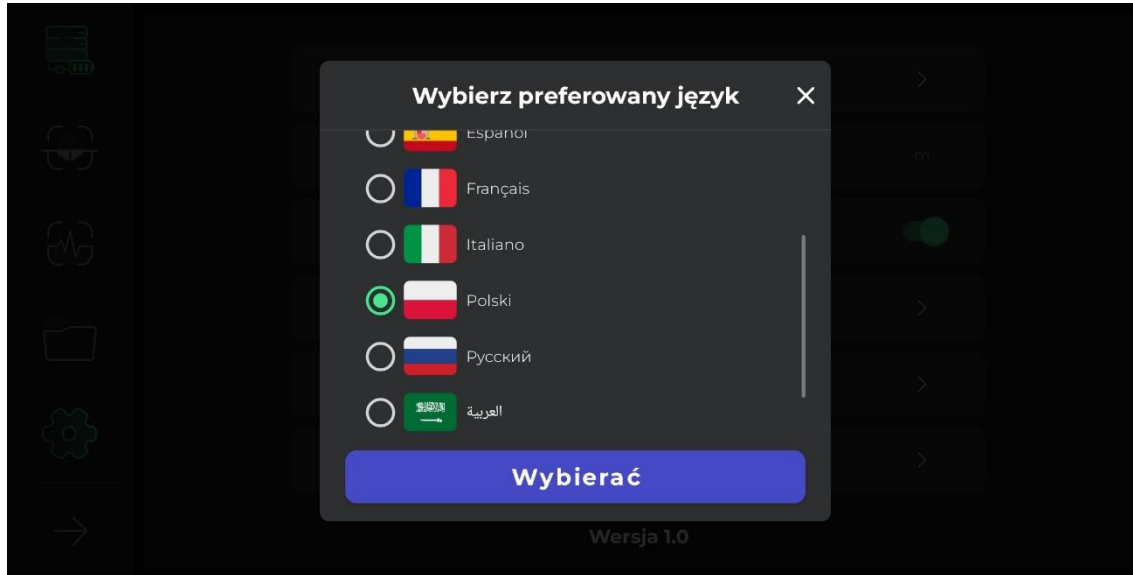 Wybierz preferowany język
Español
Français
Italiano
Polski
Русский
العربية
Wybierać
m
Wersja 1.0